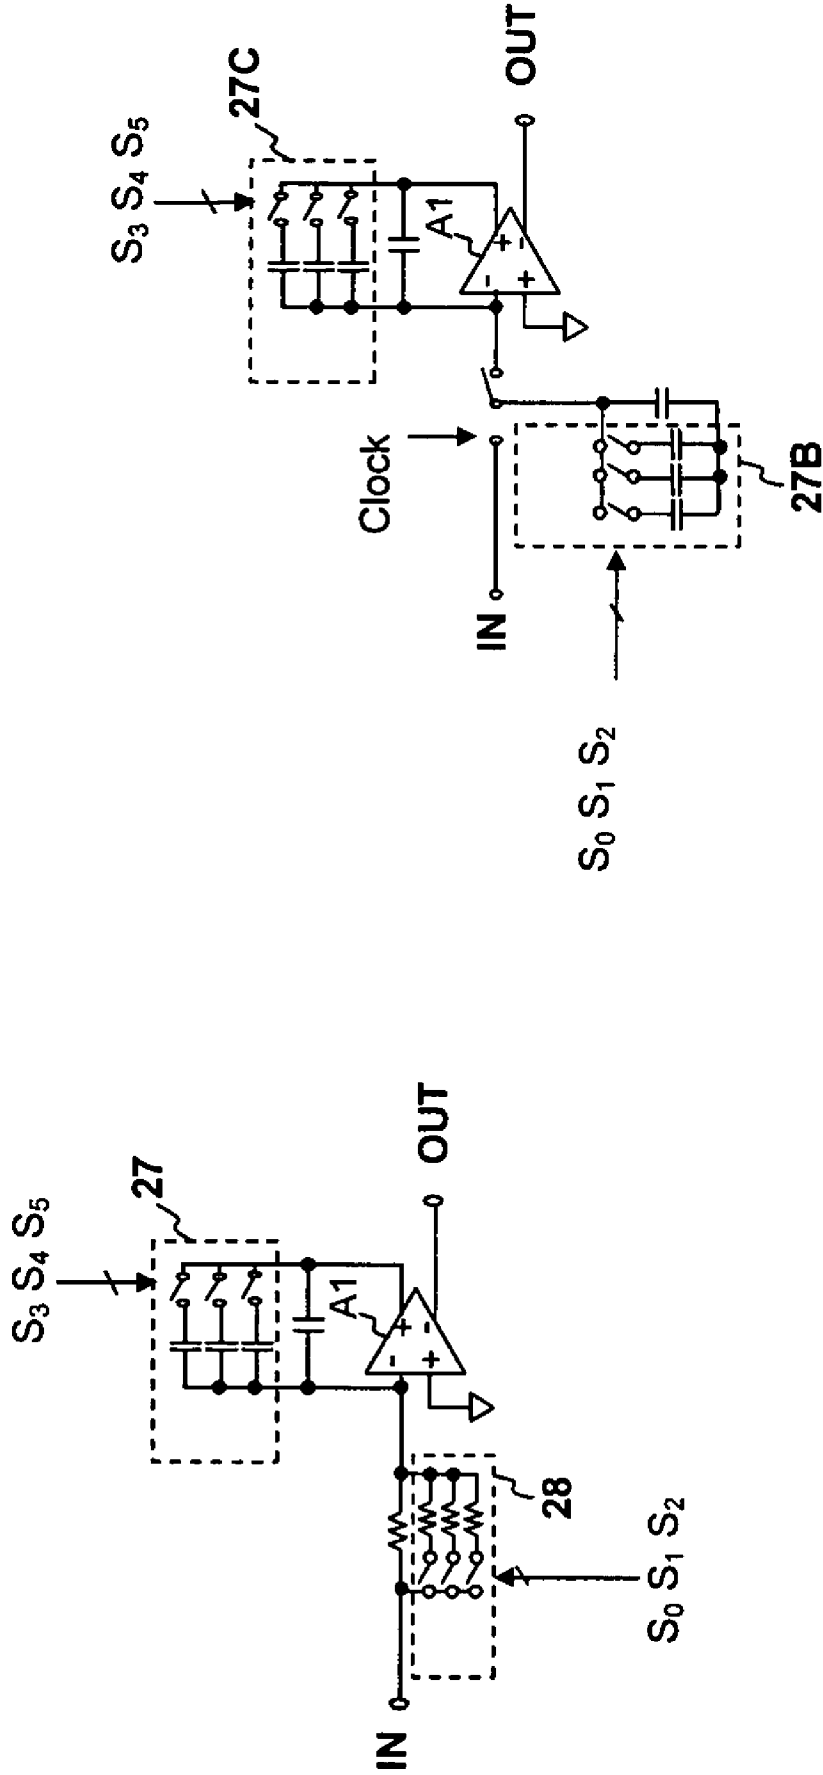 S3 S4 S5
27C
A1
-
+
+
-
OUT
Clock
IN
27B
S0 S1 S2
S3 S4 S5
27
A1
-
+
+
-
OUT
IN
28
S0 S1 S2